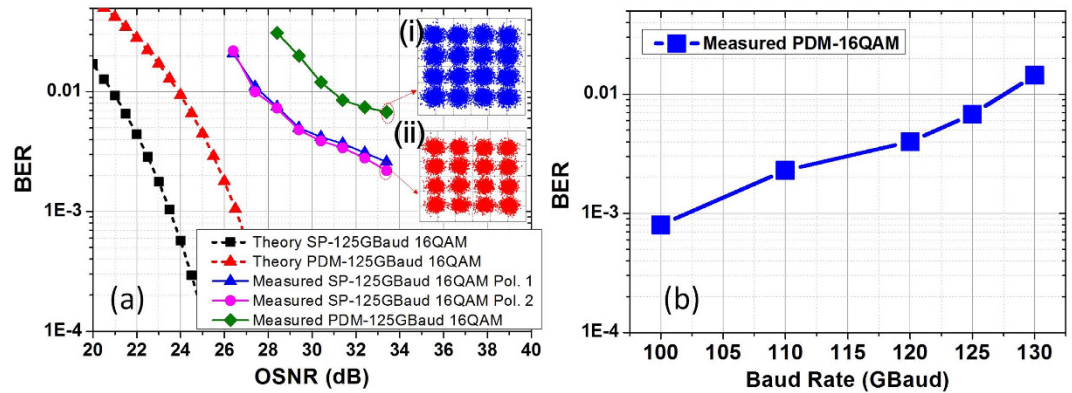 BER
0.01
1E-3
1E-4
20 22 24 26 28 30 32 34 36 38 40
OSNR (dB)
(a)
(i)
(ii)
Theory SP-125GBaud 16QAM
Theory PDM-125GBaud 16QAM
Measured SP-125GBaud 16QAM Pol. 1
Measured SP-125GBaud 16QAM Pol. 2
Measured PDM-125GBaud 16QAM
BER
0.01
1E-3
1E-4
100 105 110 115 120 125 130
Baud Rate (GBaud)
Measured PDM-16QAM
(b)